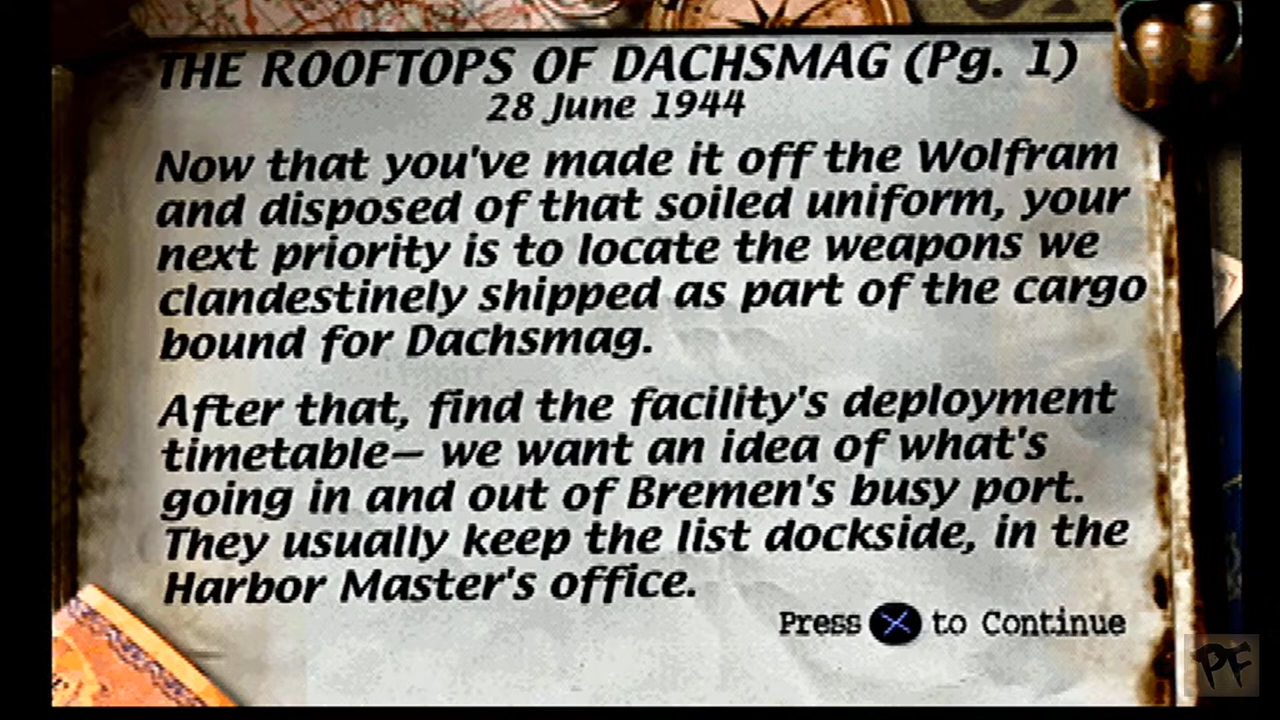 THE ROOFTOPS OF DACHSMAG (Pg. 1)
28 June 1944
Now that you've made it off the Wolfram
and disposed of that soiled uniform, your
next priority is to locate the weapons we
clandestinely shipped as part of the cargo
bound for Dachsmag.
After that, find the facility's deployment
timetable— we want an idea of what's
going in and out of Bremen's busy port.
They usually keep the list dockside, in the
Harbor Master's office.
Press X to Continue
PF